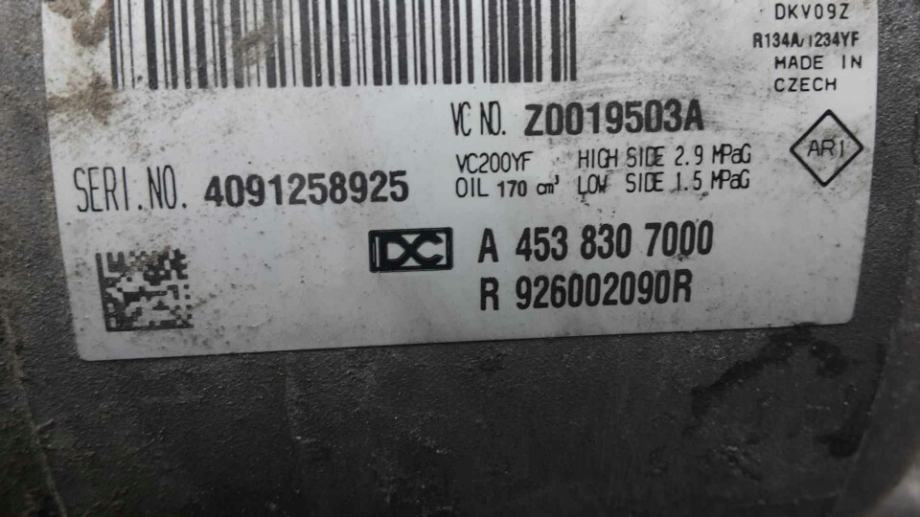 DKV09Z
R134A/1234YF
MADE IN
CZECH
VC NO. Z0019503A
VC200YF HIGH SIDE 2.9 MPaG
OIL 170 cm³ LOW SIDE 1.5 MPaG
AR1
SERI.NO. 4091258925
DC A 453 830 7000
R 926002090R